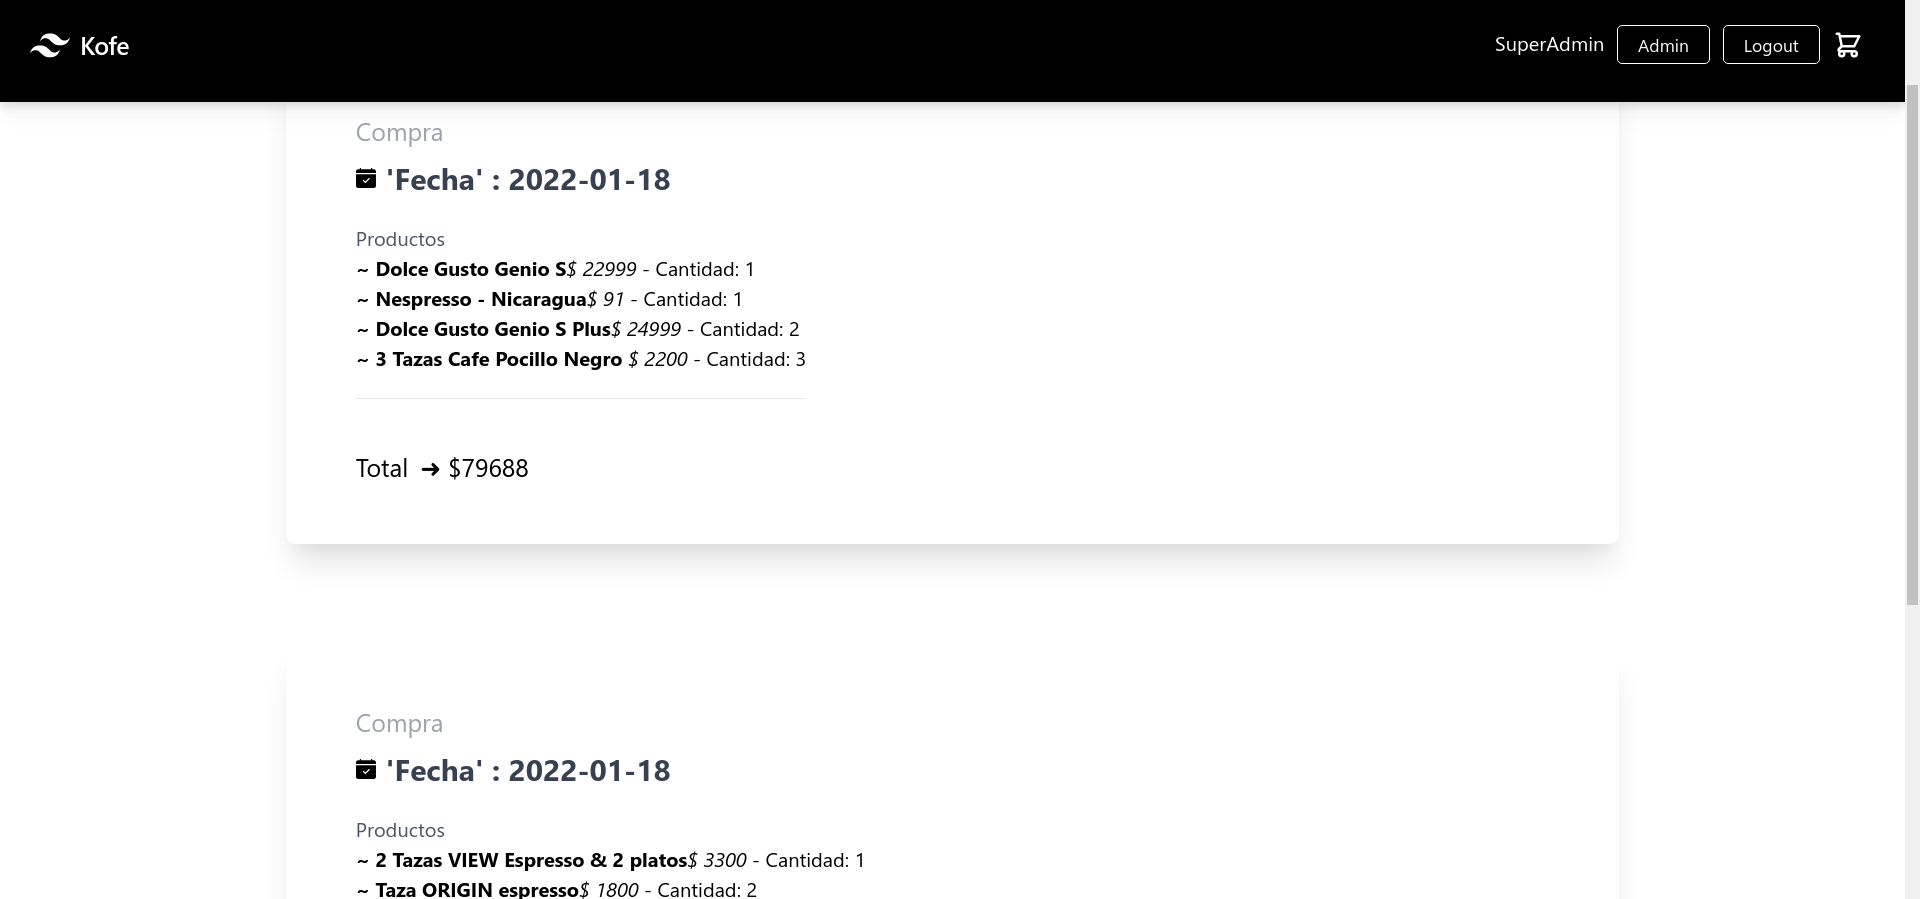 Kofe
SuperAdmin Admin Logout
Compra
'Fecha' : 2022-01-18
Productos
~ Dolce Gusto Genio S$ 22999 - Cantidad: 1
~ Nespresso - Nicaragua$ 91 - Cantidad: 1
~ Dolce Gusto Genio S Plus$ 24999 - Cantidad: 2
~ 3 Tazas Cafe Pocillo Negro $ 2200 - Cantidad: 3
Total ➔ $79688
Compra
'Fecha' : 2022-01-18
Productos
~ 2 Tazas VIEW Espresso & 2 platos$ 3300 - Cantidad: 1
~ Taza ORIGIN espresso$ 1800 - Cantidad: 2